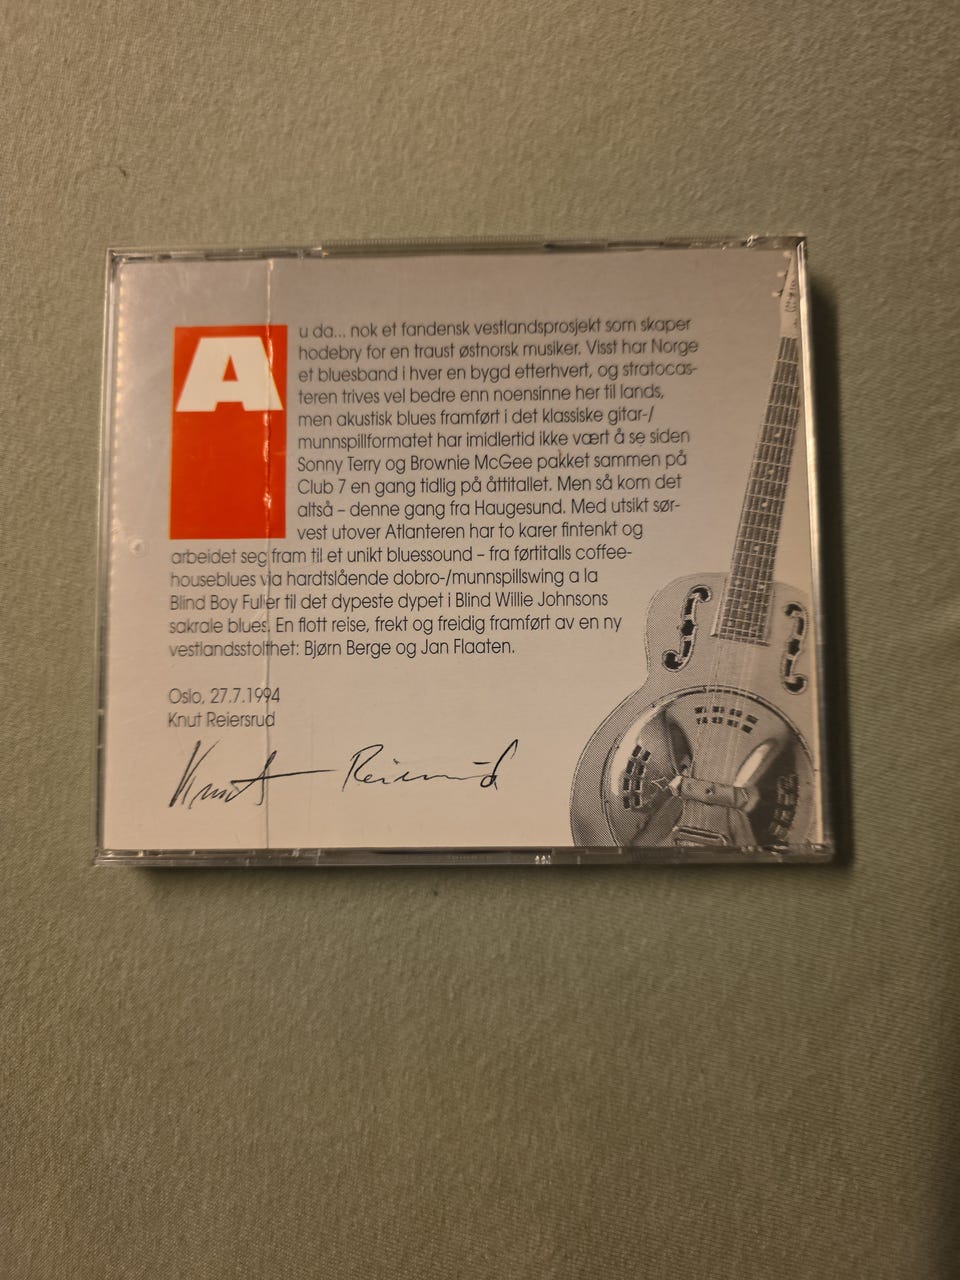 Au da... nok et fandensk vestlandsprosjekt som skaper
hodebry for en traust østnorsk musiker. Visst har Norge
et bluesband i hver en bygd etterhvert, og stratocas-
teren trives vel bedre enn noensinne her til lands,
men akustisk blues framført i det klassiske gitar-/
munnspillformatet har imidlertid ikke vært å se siden
Sonny Terry og Brownie McGee pakket sammen på
Club 7 en gang tidlig på åttitallet. Men så kom det
altså – denne gang fra Haugesund. Med utsikt sør-
vest utover Atlanteren har to karer fintenkt og
arbeidet seg fram til et unikt bluessound – fra førtitalls coffee-
houseblues via hardtslående dobro-/munnspillswing a la
Blind Boy Fuller til det dypeste dypet i Blind Willie Johnsons
sakrale blues. En flott reise, frekt og freidig framført av en ny
vestlandsstolthet: Bjørn Berge og Jan Flaaten.
Oslo, 27.7.1994
Knut Reiersrud
Knut Reiersrud